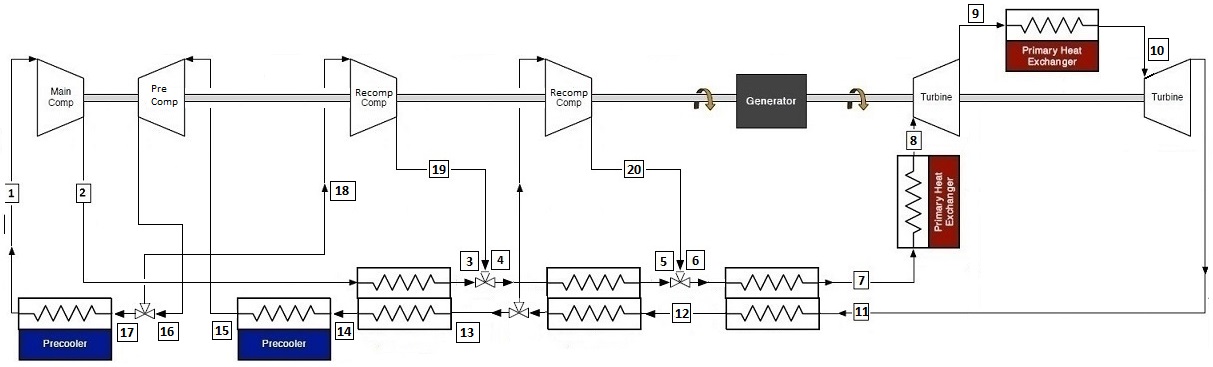 9
Primary Heat
Exchanger
10
Main
Comp
Pre
Comp
Recomp
Comp
Recomp
Comp
Generator
Turbine
Turbine
8
Primary Heat
Exchanger
1
2
18
19
20
3
4
5
6
7
11
12
13
14
15
16
17
Precooler
Precooler